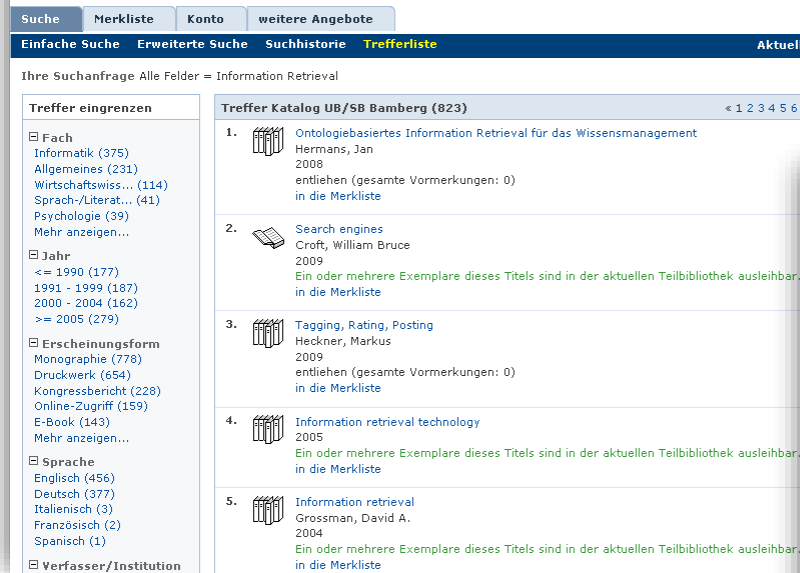 Suche Merkliste Konto weitere Angebote
Einfache Suche Erweiterte Suche Suchhistorie Trefferliste
Ihre Suchanfrage Alle Felder = Information Retrieval
Treffer eingrenzen
Fach
Informatik (375)
Allgemeines (231)
Wirtschaftswiss... (114)
Sprach-/Literat... (41)
Psychologie (39)
Mehr anzeigen...
Jahr
<= 1990 (177)
1991 - 1999 (187)
2000 - 2004 (162)
>= 2005 (279)
Erscheinungsform
Monographie (778)
Druckwerk (654)
Kongressbericht (228)
Online-Zugriff (159)
E-Book (143)
Mehr anzeigen...
Sprache
Englisch (456)
Deutsch (377)
Italienisch (3)
Französisch (2)
Spanisch (1)
Verfasser/Institution
Treffer Katalog UB/SB Bamberg (823) « 1 2 3 4 5 6
1. Ontologiebasiertes Information Retrieval für das Wissensmanagement
Hermans, Jan
2008
entliehen (gesamte Vormerkungen: 0)
in die Merkliste
2. Search engines
Croft, William Bruce
2009
Ein oder mehrere Exemplare dieses Titels sind in der aktuellen Teilbibliothek ausleihbar.
in die Merkliste
3. Tagging, Rating, Posting
Heckner, Markus
2009
entliehen (gesamte Vormerkungen: 0)
in die Merkliste
4. Information retrieval technology
2005
Ein oder mehrere Exemplare dieses Titels sind in der aktuellen Teilbibliothek ausleihbar.
in die Merkliste
5. Information retrieval
Grossman, David A.
2004
Ein oder mehrere Exemplare dieses Titels sind in der aktuellen Teilbibliothek ausleihbar.
in die Merkliste